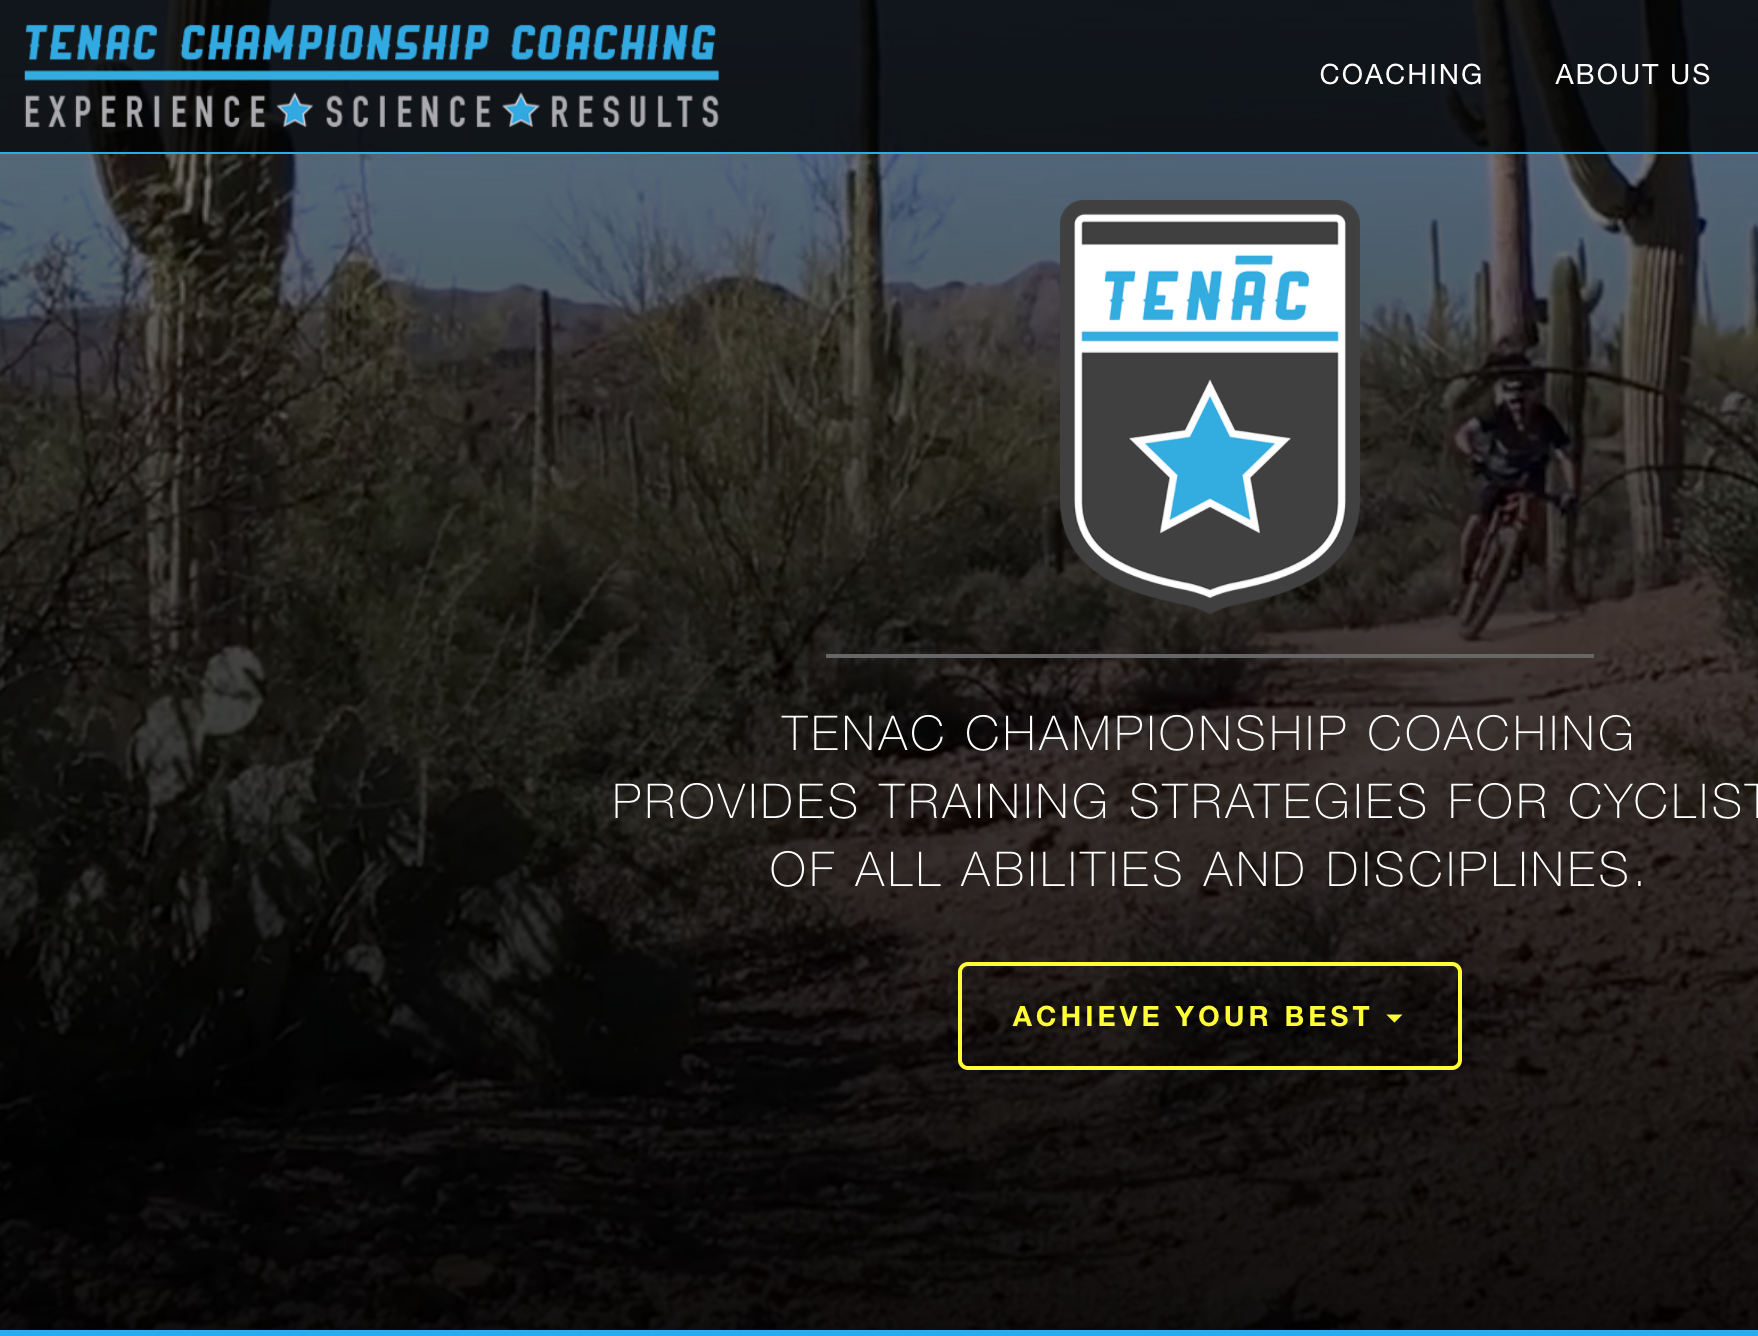 TENAC CHAMPIONSHIP COACHING
EXPERIENCE★SCIENCE★RESULTS
COACHING
ABOUT US
TENĀC
TENAC CHAMPIONSHIP COACHING
PROVIDES TRAINING STRATEGIES FOR CYCLIST
OF ALL ABILITIES AND DISCIPLINES.
ACHIEVE YOUR BEST